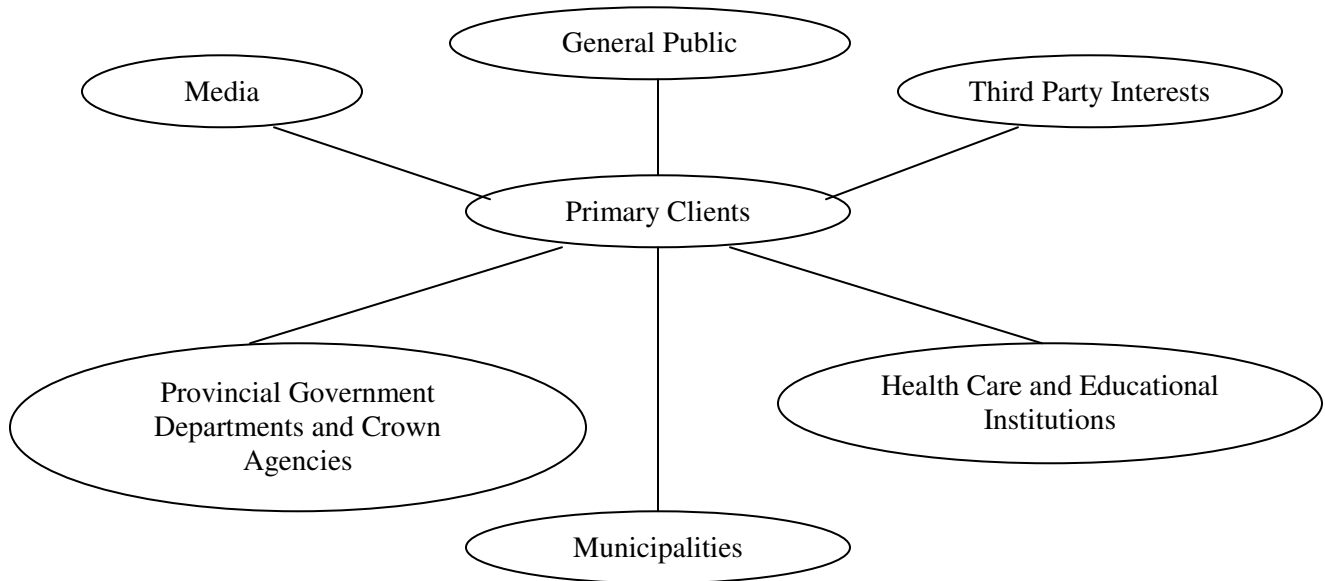 General Public
Media
Third Party Interests
Primary Clients
Provincial Government
Departments and Crown
Agencies
Health Care and Educational
Institutions
Municipalities